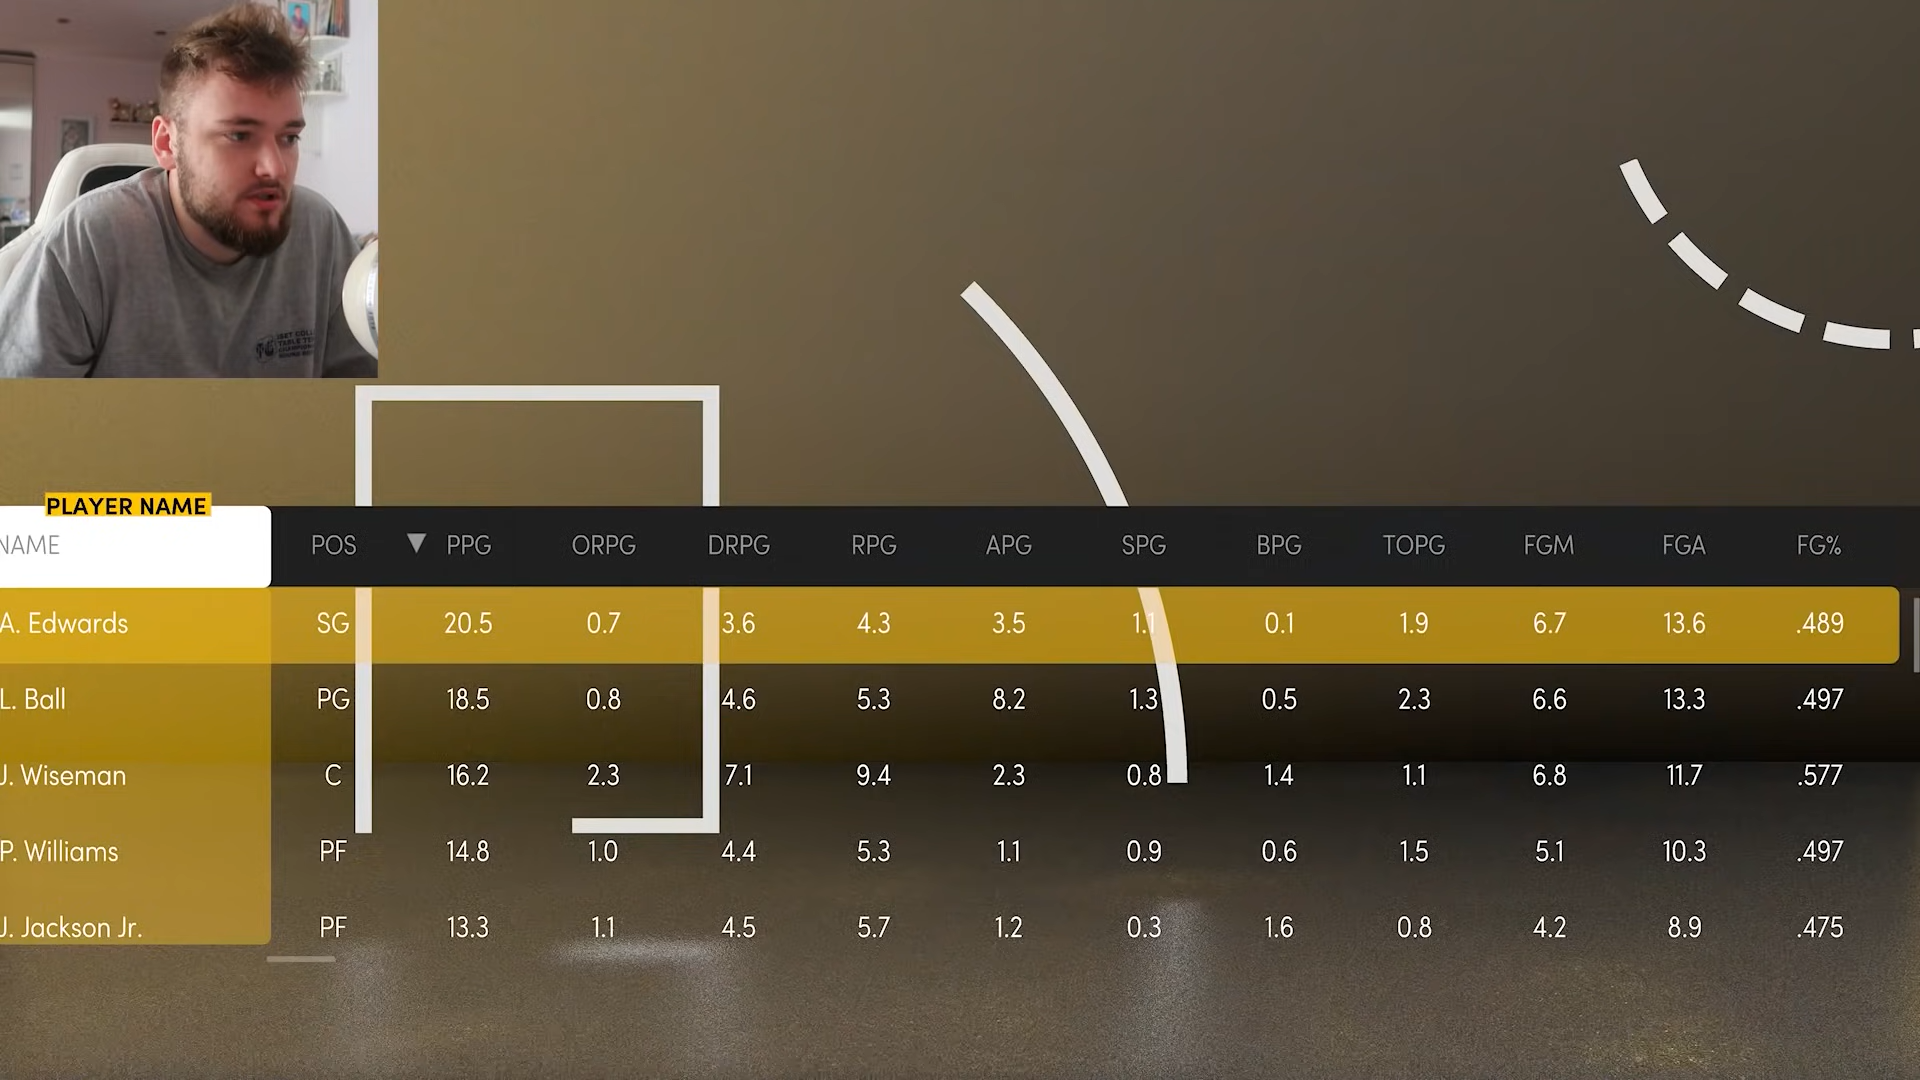 PLAYER NAME
NAME POS ▼ PPG ORPG DRPG RPG APG SPG BPG TOPG FGM FGA FG%
A. Edwards SG 20.5 0.7 3.6 4.3 3.5 1.1 0.1 1.9 6.7 13.6 .489
L. Ball PG 18.5 0.8 4.6 5.3 8.2 1.3 0.5 2.3 6.6 13.3 .497
J. Wiseman C 16.2 2.3 7.1 9.4 2.3 0.8 1.4 1.1 6.8 11.7 .577
P. Williams PF 14.8 1.0 4.4 5.3 1.1 0.9 0.6 1.5 5.1 10.3 .497
J. Jackson Jr. PF 13.3 1.1 4.5 5.7 1.2 0.3 1.6 0.8 4.2 8.9 .475